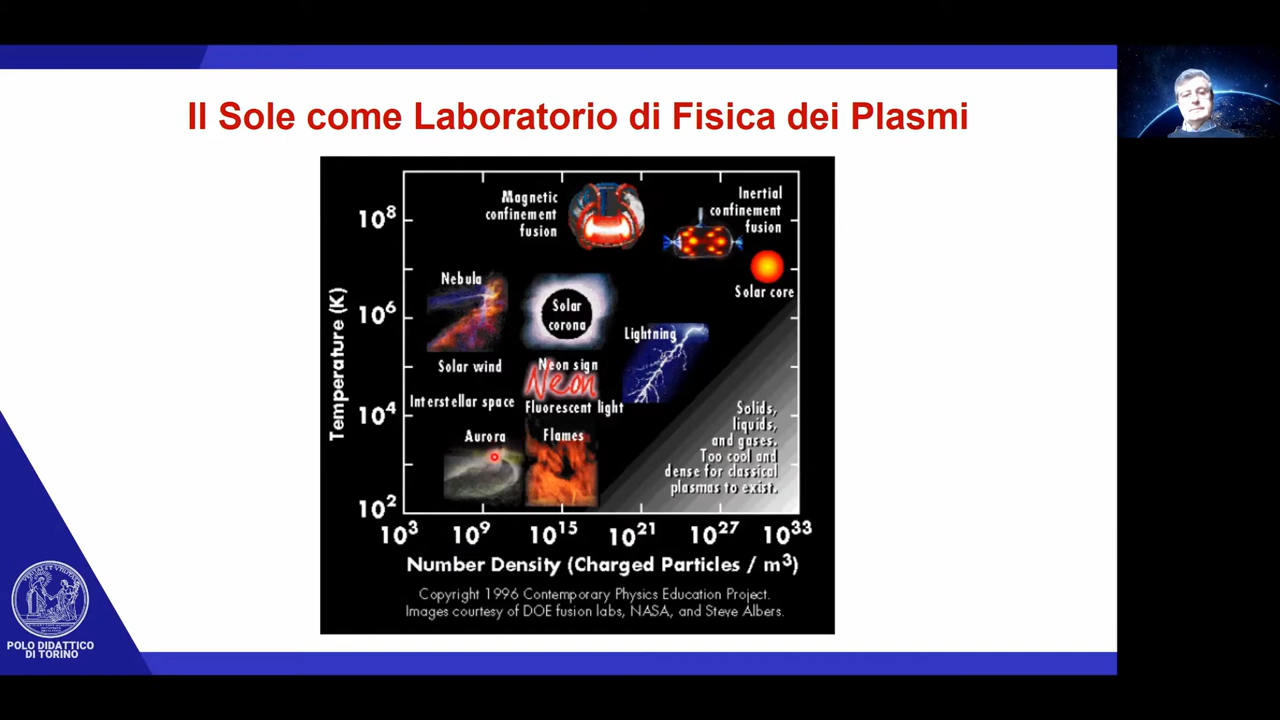 Il Sole come Laboratorio di Fisica dei Plasmi
Magnetic
confinement
fusion
Inertial
confinement
fusion
10⁸
Nebula
Solar
corona
Solar core
10⁶
Lightning
Solar wind
Neon sign
Neon
Interstellar space
Fluorescent light
10⁴
Aurora
Flames
Solids,
liquids,
and gases.
Too cool and
dense for classical
plasmas to exist.
10²
Temperature (K)
10³ 10⁹ 10¹⁵ 10²¹ 10²⁷ 10³³
Number Density (Charged Particles / m³)
Copyright 1996 Contemporary Physics Education Project.
Images courtesy of DOE fusion labs, NASA, and Steve Albers.
POLO DIDATTICO
DI TORINO